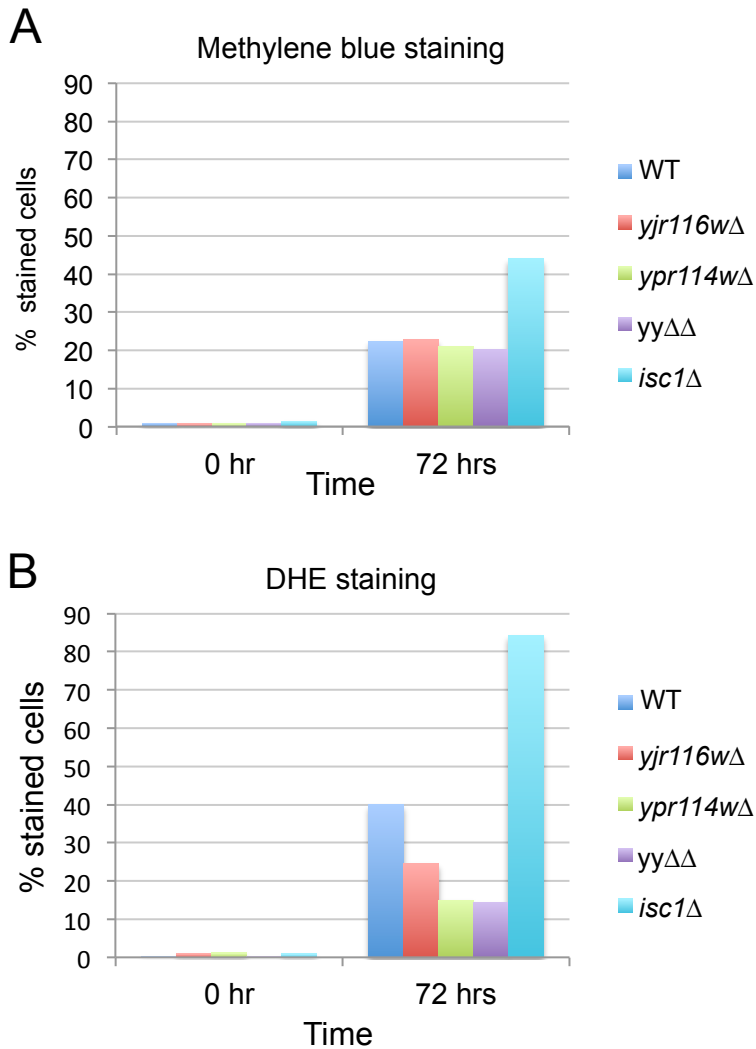 A
Methylene blue staining
90
80
70
60
50
40
30
20
10
0
% stained cells
0 hr
72 hrs
Time
WT
yjr116wΔ
ypr114wΔ
yyΔΔ
isc1Δ
B
DHE staining
90
80
70
60
50
40
30
20
10
0
% stained cells
0 hr
72 hrs
Time
WT
yjr116wΔ
ypr114wΔ
yyΔΔ
isc1Δ